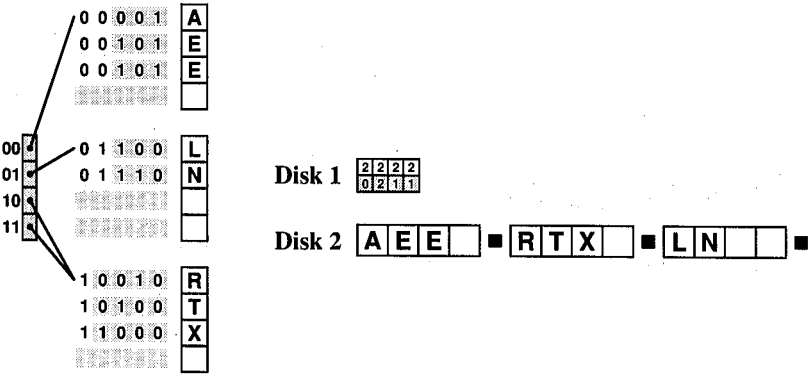 0 0 0 0 1 A
0 0 1 0 1 E
0 0 1 0 1 E
00
01
10
11
0 1 1 0 0 L
0 1 1 1 0 N
1 0 0 1 0 R
1 0 1 0 0 T
1 1 0 0 0 X
Disk 1
2 2 2 2
0 2 1 1
Disk 2 A E E R T X L N